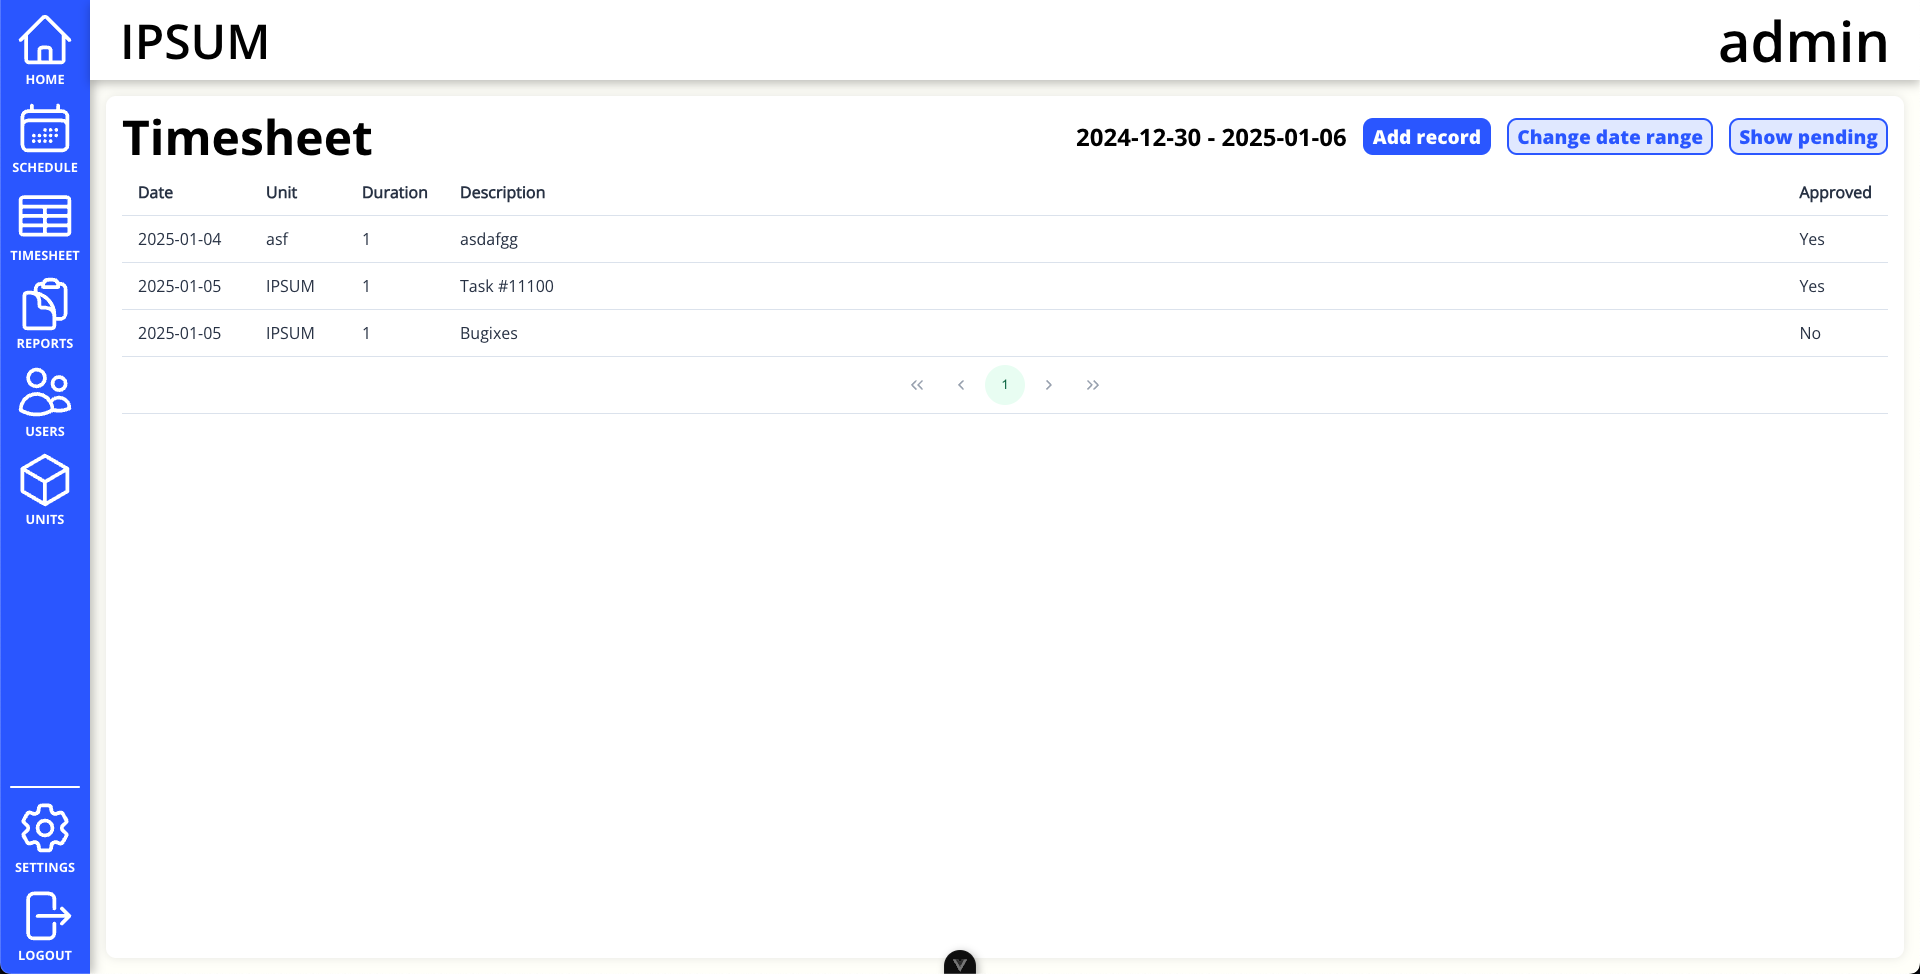 IPSUM
admin
HOME
SCHEDULE
TIMESHEET
REPORTS
USERS
UNITS
SETTINGS
LOGOUT
Timesheet
2024-12-30 - 2025-01-06 Add record Change date range Show pending
Date Unit Duration Description Approved
2025-01-04 asf 1 asdafgg Yes
2025-01-05 IPSUM 1 Task #11100 Yes
2025-01-05 IPSUM 1 Bugixes No
1